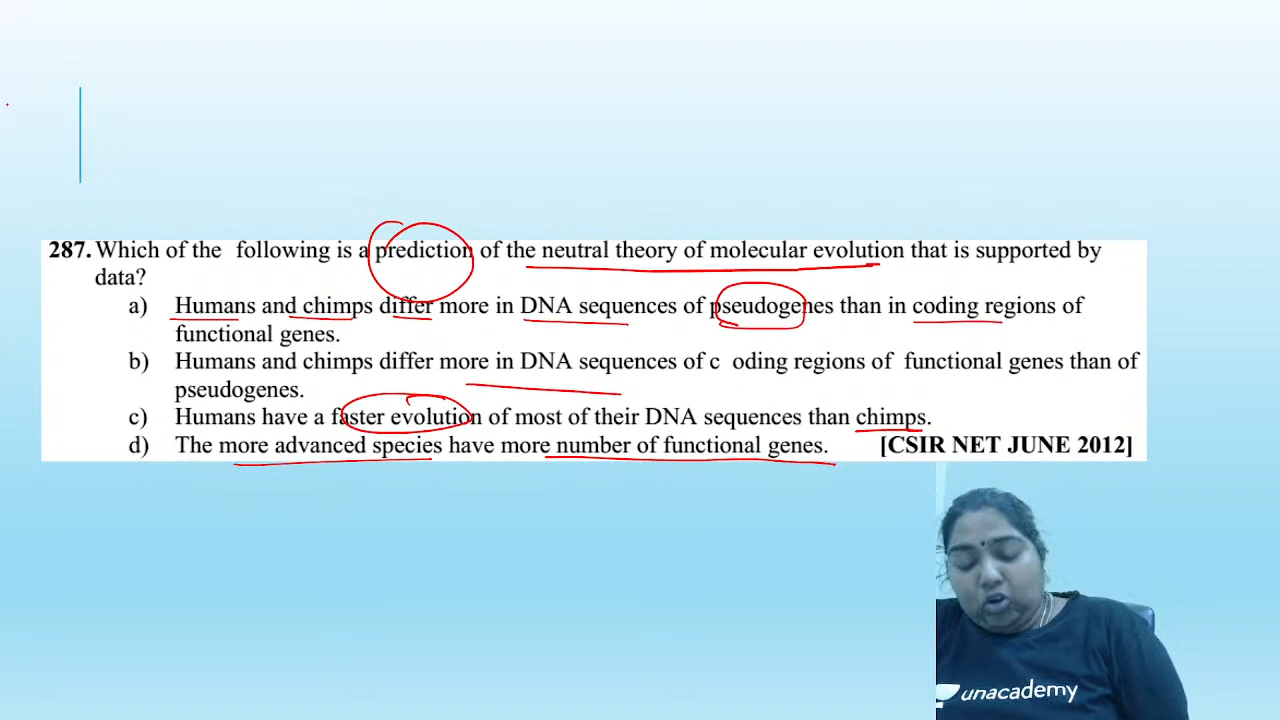 287. Which of the following is a prediction of the neutral theory of molecular evolution that is supported by
data?
a) Humans and chimps differ more in DNA sequences of pseudogenes than in coding regions of
functional genes.
b) Humans and chimps differ more in DNA sequences of c oding regions of functional genes than of
pseudogenes.
c) Humans have a faster evolution of most of their DNA sequences than chimps.
d) The more advanced species have more number of functional genes. [CSIR NET JUNE 2012]
unacademy